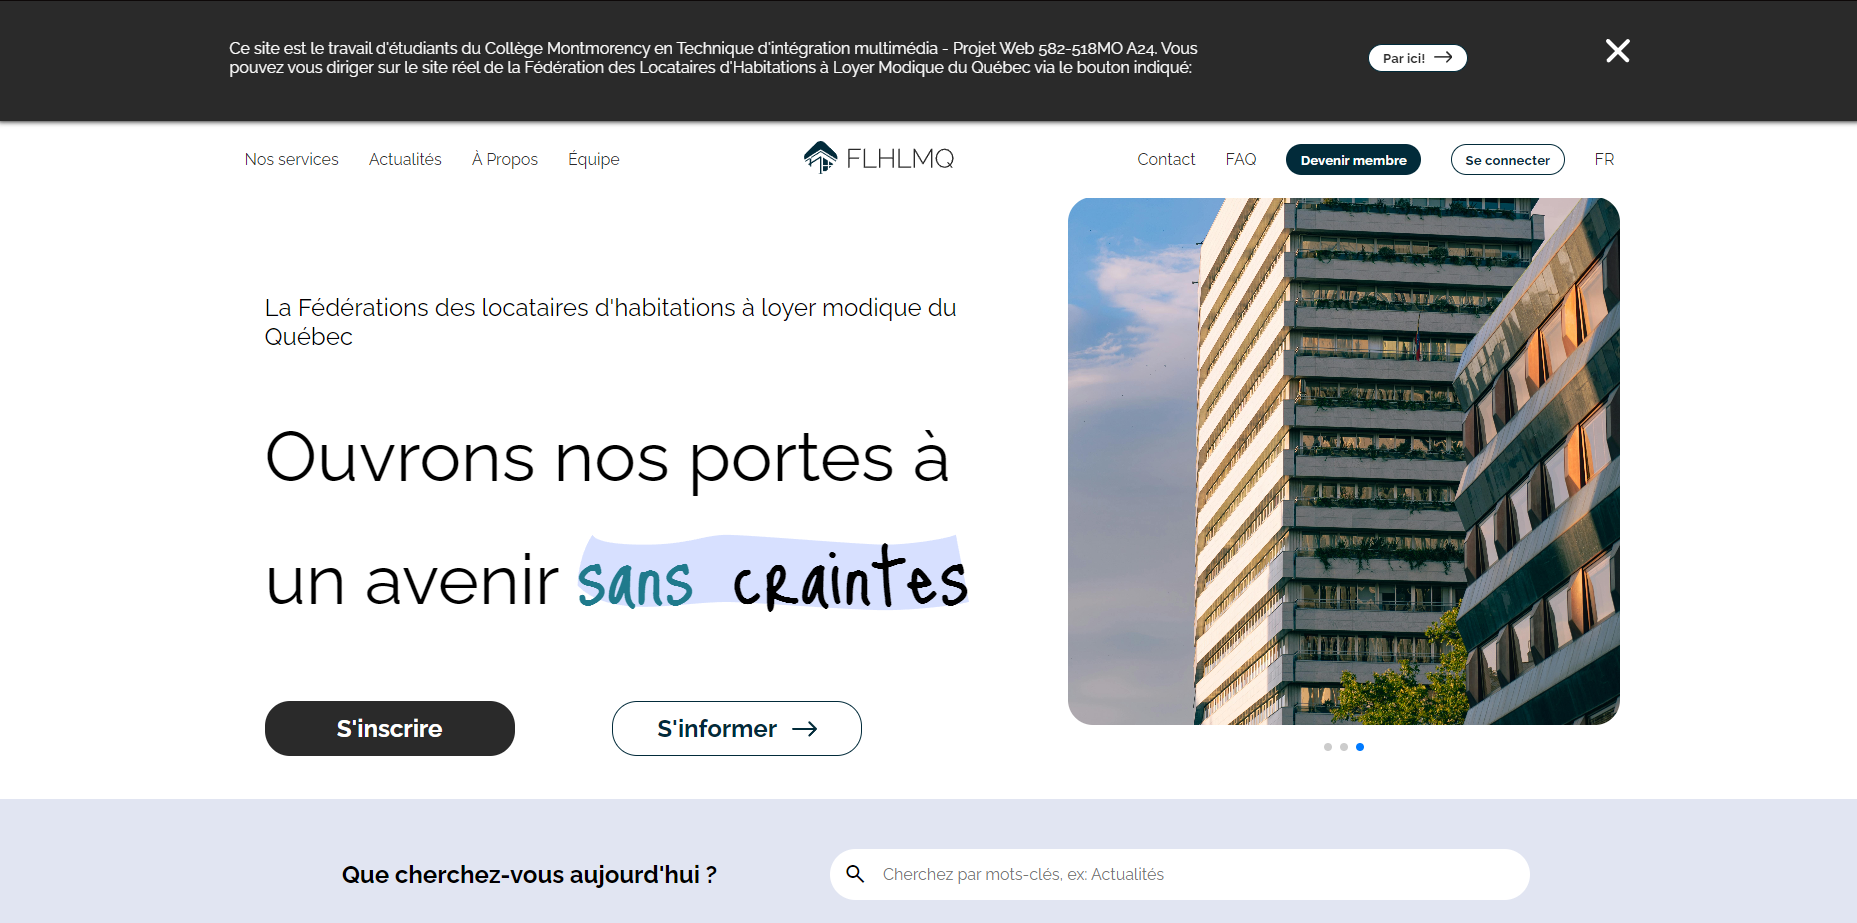 Ce site est le travail d'étudiants du Collège Montmorency en Technique d'intégration multimédia - Projet Web 582-518MO A24. Vous
pouvez vous diriger sur le site réel de la Fédération des Locataires d'Habitations à Loyer Modique du Québec via le bouton indiqué:
Par ici!
Nos services Actualités À Propos Équipe FLHLMQ Contact FAQ Devenir membre Se connecter FR
La Fédérations des locataires d'habitations à loyer modique du
Québec
Ouvrons nos portes à
un avenir sans craintes
S'inscrire S'informer
Que cherchez-vous aujourd'hui ? Cherchez par mots-clés, ex: Actualités